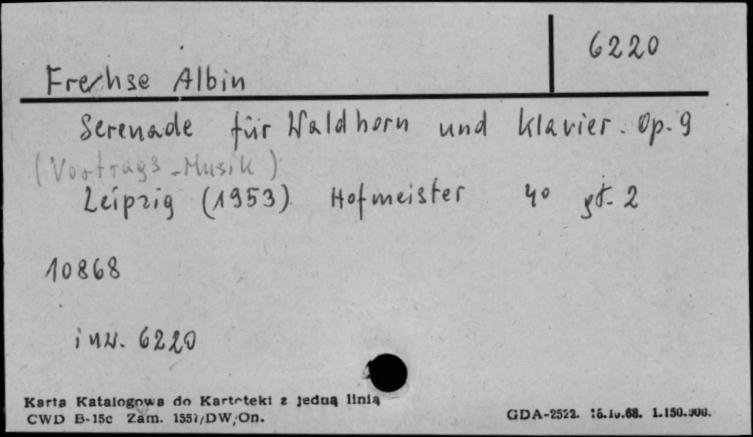 6220
Frehse Albin
Serenade für Waldhorn und Klavier. Op. 9
(Vortrags-Musik)
Leipzig (1953) Hofmeister 4° gł. 2
10868
inw. 6220
Karta Katalogowa do Kartoteki z jedną linią
CWD B-15c Zam. 1551/DW/On.
GDA-2522. 16.10.68. 1.150.000.